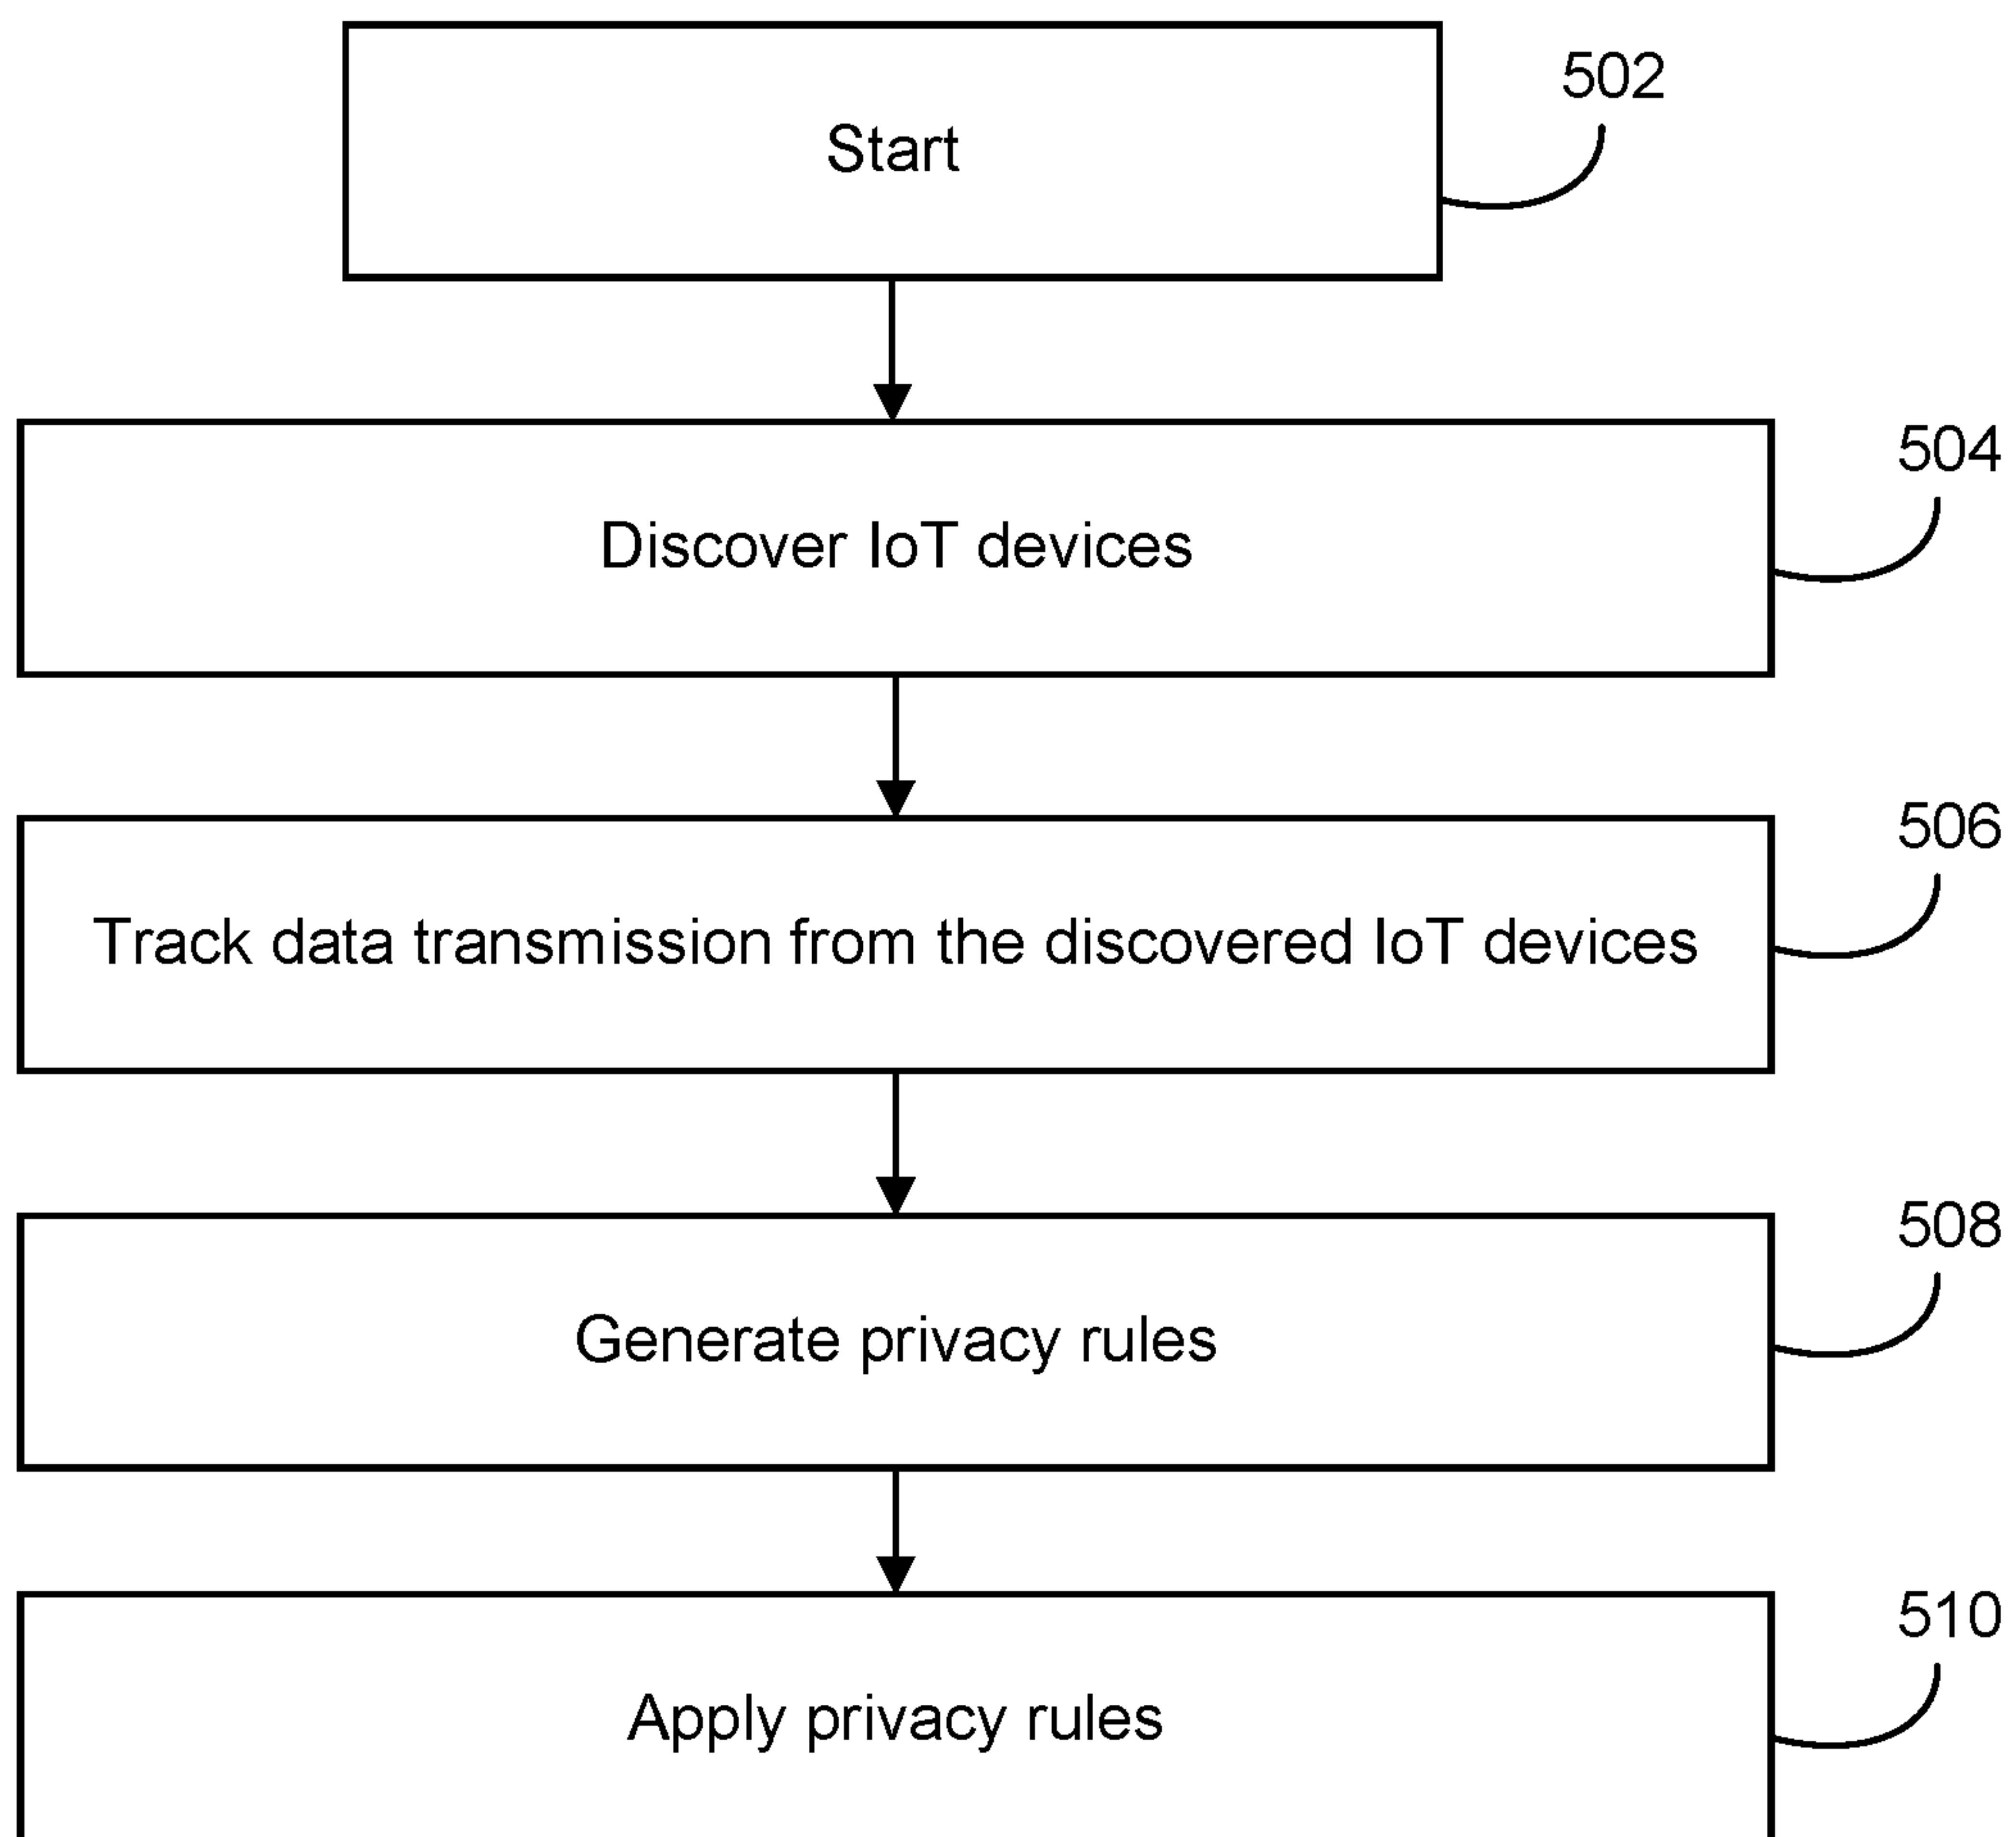 502
Start
504
Discover IoT devices
506
Track data transmission from the discovered IoT devices
508
Generate privacy rules
510
Apply privacy rules